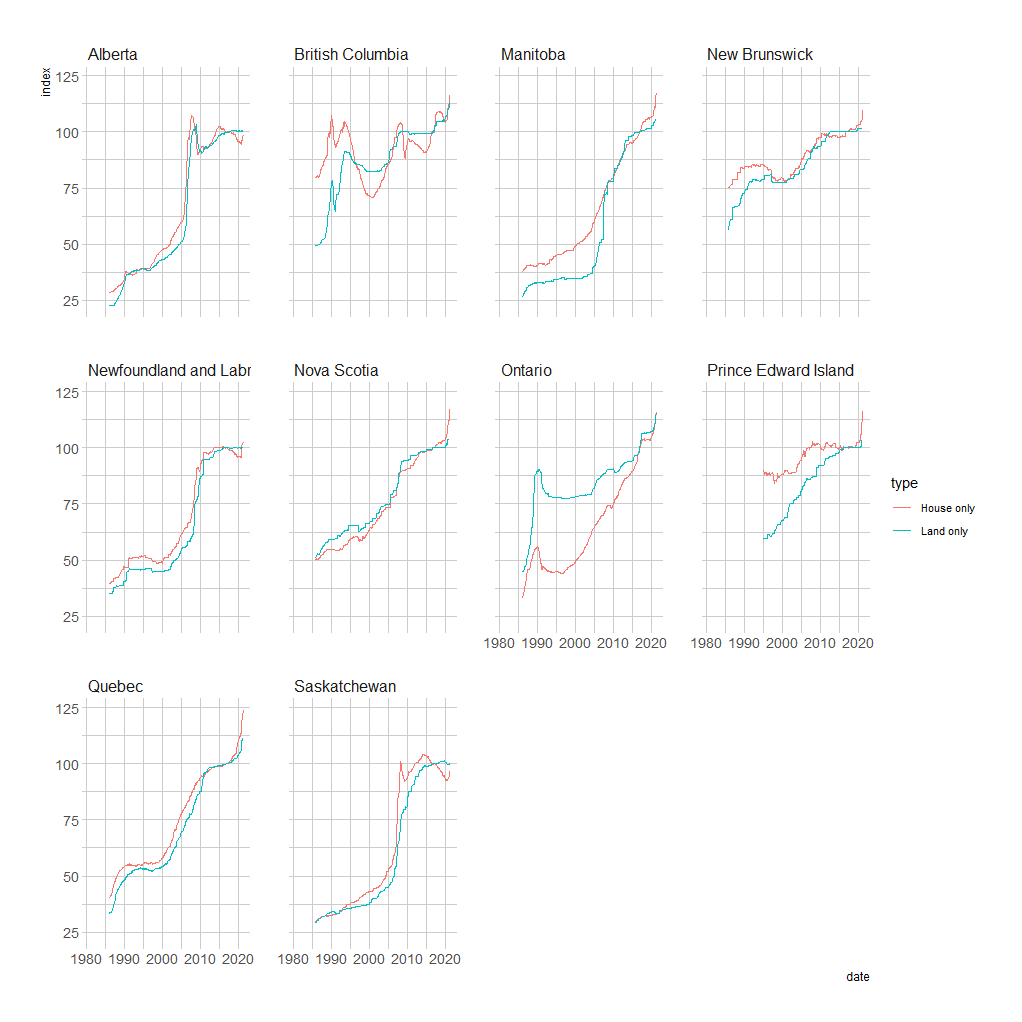 Alberta
British Columbia
Manitoba
New Brunswick
index
125
100
75
50
25
Newfoundland and Labr
Nova Scotia
Ontario
Prince Edward Island
125
100
75
50
25
1980 1990 2000 2010 2020
1980 1990 2000 2010 2020
type
House only
Land only
Quebec
Saskatchewan
125
100
75
50
25
1980 1990 2000 2010 2020
1980 1990 2000 2010 2020
date